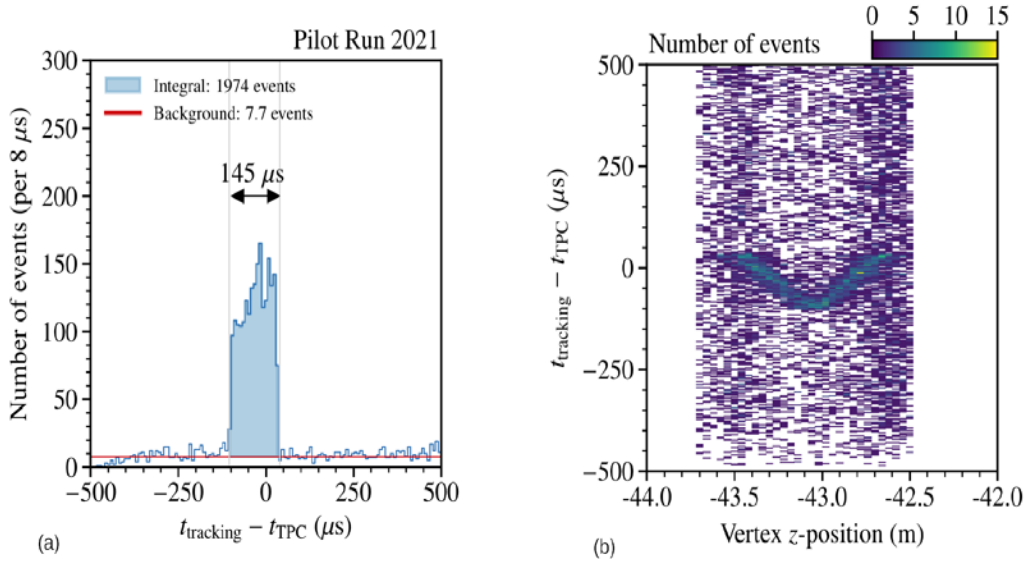 Pilot Run 2021
300
250
200
150
100
50
0
Number of events (per 8 μs)
Integral: 1974 events
Background: 7.7 events
145 μs
−500 −250 0 250 500
t_tracking − t_TPC (μs)
(a)
Number of events
0 5 10 15
500
250
0
−250
−500
t_tracking − t_TPC (μs)
-44.0 -43.5 -43.0 -42.5 -42.0
Vertex z-position (m)
(b)